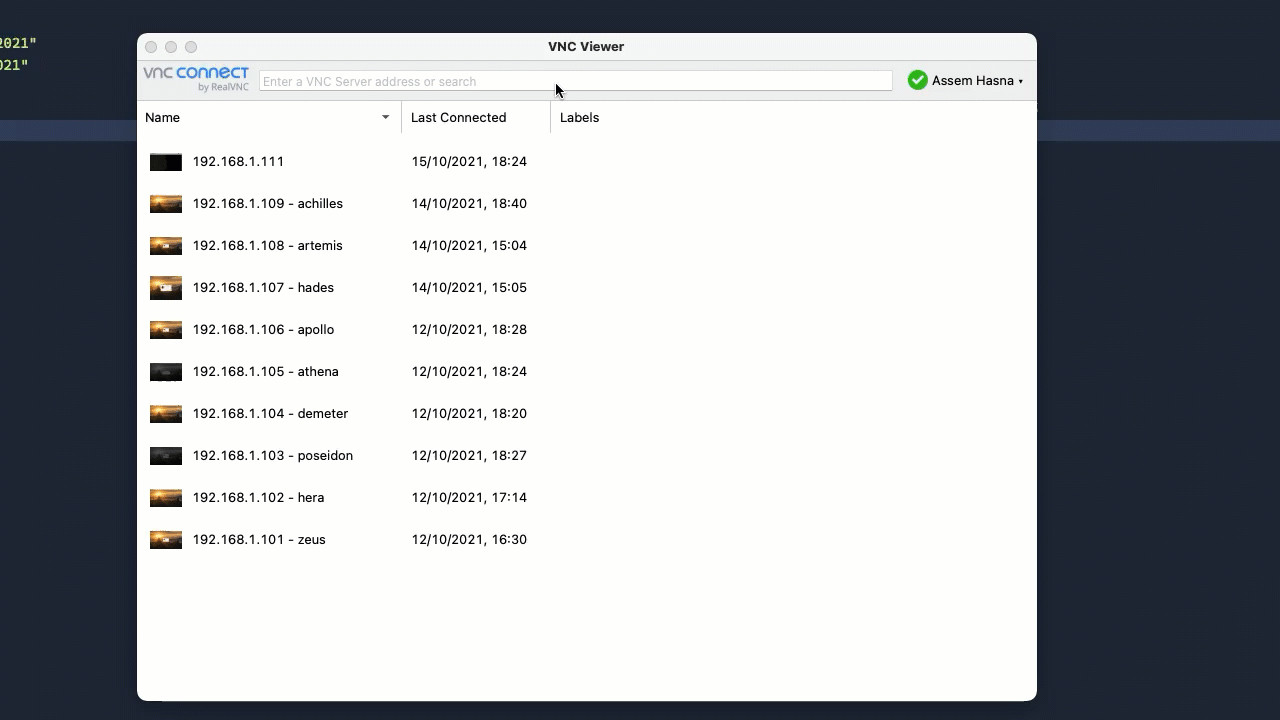 2021"
021"
VNC Viewer
vnc connect
by RealVNC
Enter a VNC Server address or search
Assem Hasna
Name Last Connected Labels
192.168.1.111 15/10/2021, 18:24
192.168.1.109 - achilles 14/10/2021, 18:40
192.168.1.108 - artemis 14/10/2021, 15:04
192.168.1.107 - hades 14/10/2021, 15:05
192.168.1.106 - apollo 12/10/2021, 18:28
192.168.1.105 - athena 12/10/2021, 18:24
192.168.1.104 - demeter 12/10/2021, 18:20
192.168.1.103 - poseidon 12/10/2021, 18:27
192.168.1.102 - hera 12/10/2021, 17:14
192.168.1.101 - zeus 12/10/2021, 16:30